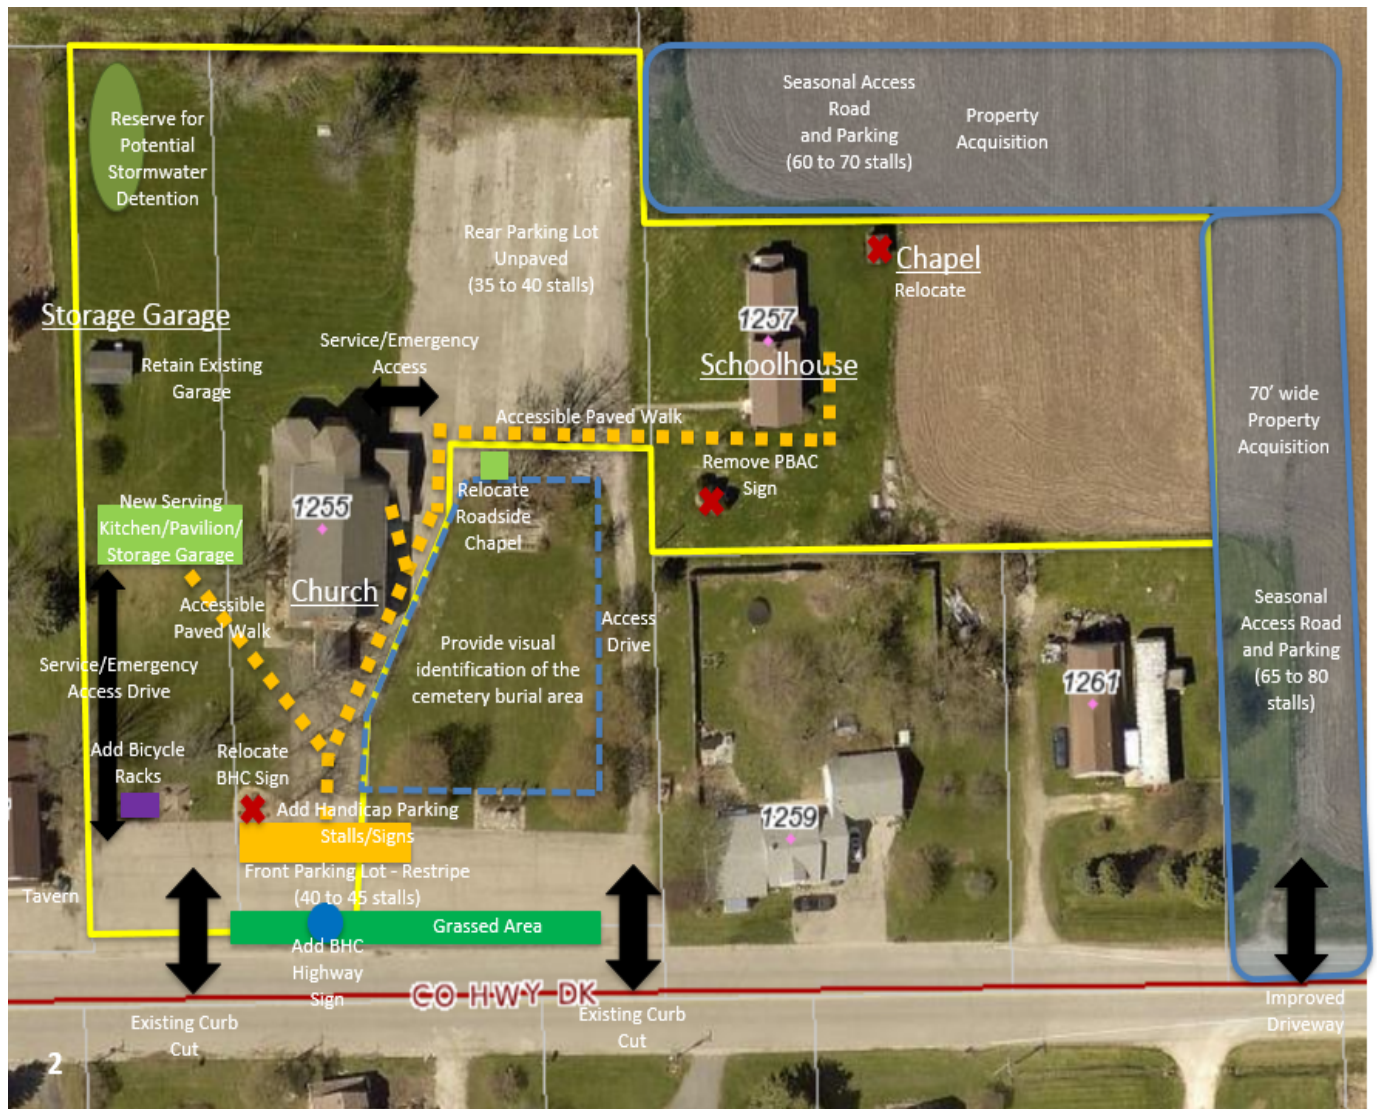 Seasonal Access
Road
and Parking
(60 to 70 stalls)
Property
Acquisition
Reserve for
Potential
Stormwater
Detention
Rear Parking Lot
Unpaved
(35 to 40 stalls)
Chapel
Relocate
Storage Garage
Retain Existing
Garage
Service/Emergency
Access
1257
Schoolhouse
70' wide
Property
Acquisition
Accessible Paved Walk
Remove PBAC
Sign
New Serving
Kitchen/Pavilion/
Storage Garage
1255
Church
Relocate
Roadside
Chapel
Accessible
Paved Walk
Access
Drive
Provide visual
identification of the
cemetery burial area
Seasonal
Access Road
and Parking
(65 to 80
stalls)
Service/Emergency
Access Drive
1261
Add Bicycle
Racks
Relocate
BHC Sign
Add Handicap Parking
Stalls/Signs
1259
Front Parking Lot - Restripe
(40 to 45 stalls)
Tavern
Grassed Area
Add BHC
Highway
Sign
CO HWY DK
Existing Curb
Cut
Existing Curb
Cut
Improved
Driveway
2